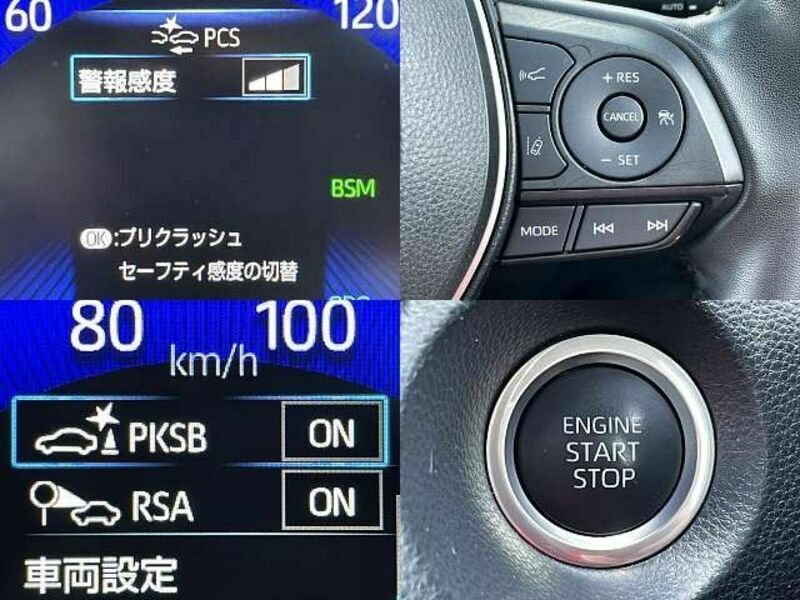 60 120
PCS
警報感度
BSM
OK:プリクラッシュ
セーフティ感度の切替
AUTO
+ RES
CANCEL
- SET
MODE
80 100
km/h
PKSB ON
RSA ON
車両設定
ENGINE
START
STOP